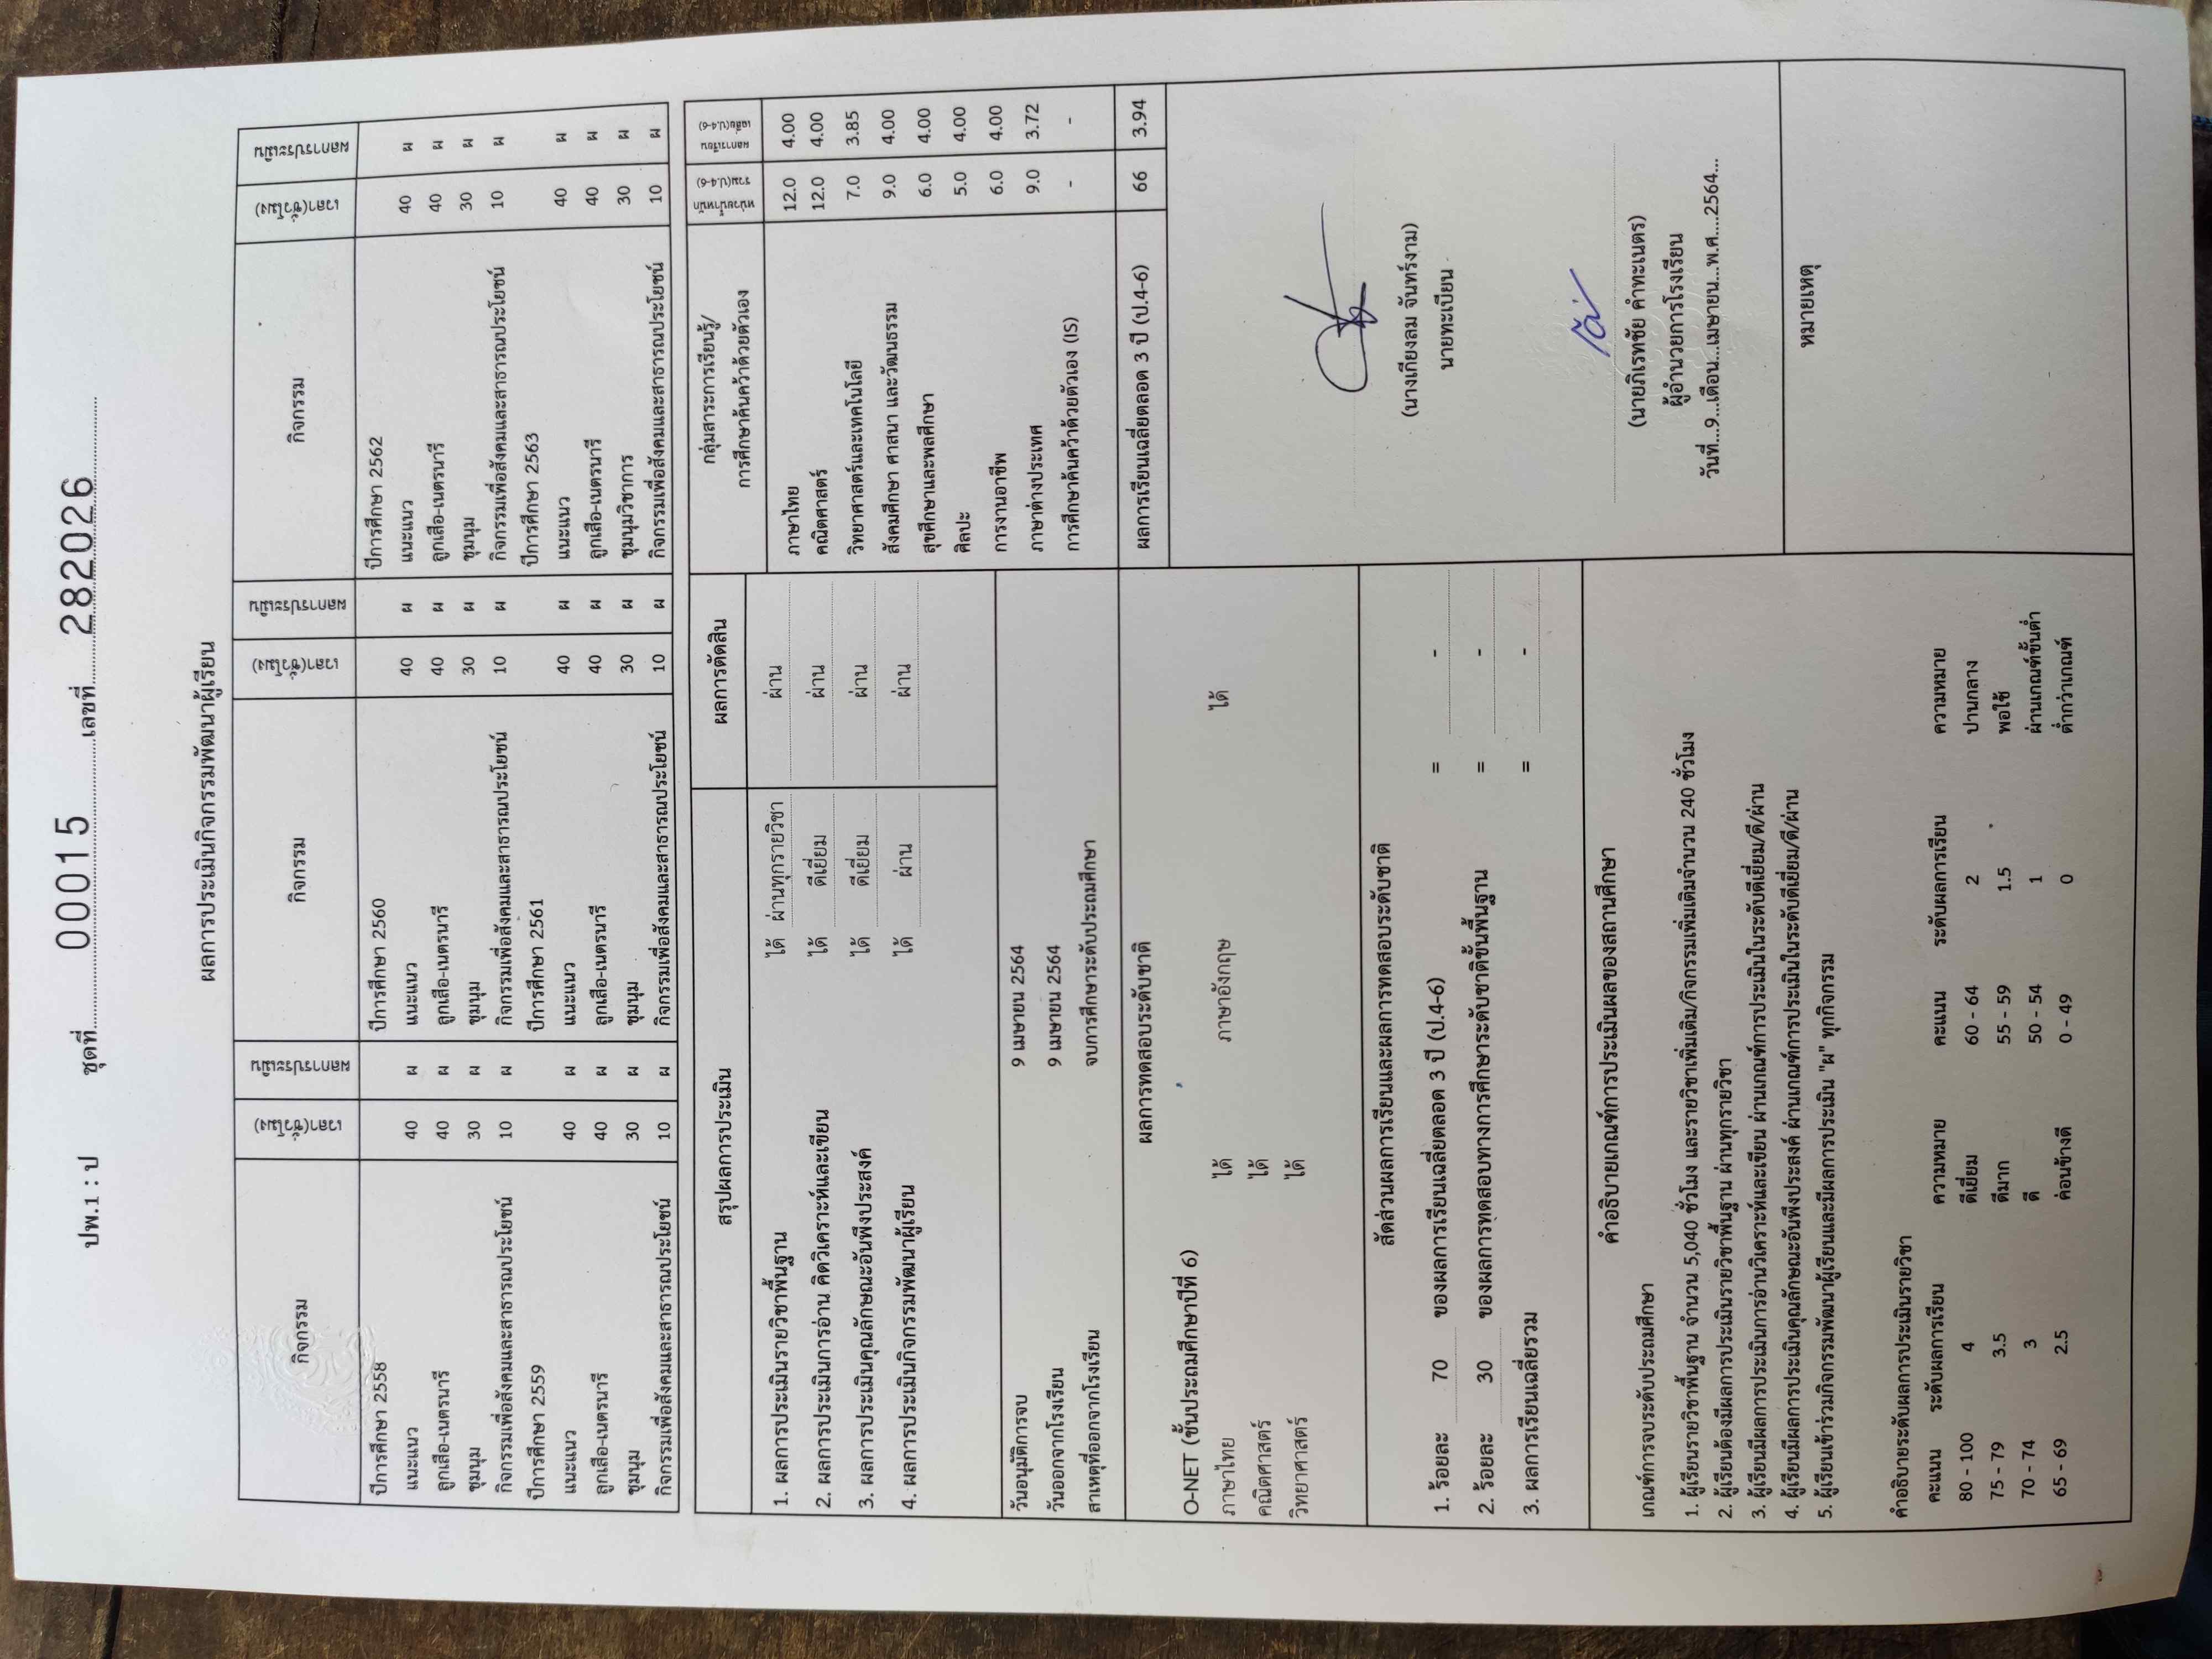 ปพ.1 : ป ชุดที่ 00015 เลขที่ 282026
ผลการประเมินกิจกรรมพัฒนาผู้เรียน
กิจกรรม เวลา(ชั่วโมง) ผลการประเมิน กิจกรรม เวลา(ชั่วโมง) ผลการประเมิน กิจกรรม เวลา(ชั่วโมง) ผลการประเมิน
ปีการศึกษา 2558 ปีการศึกษา 2560 ปีการศึกษา 2562
แนะแนว 40 ผ แนะแนว 40 ผ แนะแนว 40 ผ
ลูกเสือ-เนตรนารี 40 ผ ลูกเสือ-เนตรนารี 40 ผ ลูกเสือ-เนตรนารี 40 ผ
ชุมนุม 30 ผ ชุมนุม 30 ผ ชุมนุม 30 ผ
กิจกรรมเพื่อสังคมและสาธารณประโยชน์ 10 ผ กิจกรรมเพื่อสังคมและสาธารณประโยชน์ 10 ผ กิจกรรมเพื่อสังคมและสาธารณประโยชน์ 10 ผ
ปีการศึกษา 2559 ปีการศึกษา 2561 ปีการศึกษา 2563
แนะแนว 40 ผ แนะแนว 40 ผ แนะแนว 40 ผ
ลูกเสือ-เนตรนารี 40 ผ ลูกเสือ-เนตรนารี 40 ผ ลูกเสือ-เนตรนารี 40 ผ
ชุมนุม 30 ผ ชุมนุม 30 ผ ชุมนุมวิชาการ 30 ผ
กิจกรรมเพื่อสังคมและสาธารณประโยชน์ 10 ผ กิจกรรมเพื่อสังคมและสาธารณประโยชน์ 10 ผ กิจกรรมเพื่อสังคมและสาธารณประโยชน์ 10 ผ
สรุปผลการประเมิน ผลการตัดสิน
1. ผลการประเมินรายวิชาพื้นฐาน ได้ ผ่านทุกรายวิชา ผ่าน
2. ผลการประเมินการอ่าน คิดวิเคราะห์และเขียน ได้ ดีเยี่ยม ผ่าน
3. ผลการประเมินคุณลักษณะอันพึงประสงค์ ได้ ดีเยี่ยม ผ่าน
4. ผลการประเมินกิจกรรมพัฒนาผู้เรียน ได้ ผ่าน ผ่าน
วันอนุมัติการจบ 9 เมษายน 2564
วันออกจากโรงเรียน 9 เมษายน 2564
สาเหตุที่ออกจากโรงเรียน จบการศึกษาระดับประถมศึกษา
กลุ่มสาระการเรียนรู้/
การศึกษาค้นคว้าด้วยตัวเอง
หน่วยน้ำหนัก
รวม(ป.4-6)
ผลการเรียน
เฉลี่ย(ป.4-6)
ภาษาไทย 12.0 4.00
คณิตศาสตร์ 12.0 4.00
วิทยาศาสตร์และเทคโนโลยี 7.0 3.85
สังคมศึกษา ศาสนา และวัฒนธรรม 9.0 4.00
สุขศึกษาและพลศึกษา 6.0 4.00
ศิลปะ 5.0 4.00
การงานอาชีพ 6.0 4.00
ภาษาต่างประเทศ 9.0 3.72
การศึกษาค้นคว้าด้วยตัวเอง (IS) - -
ผลการเรียนเฉลี่ยตลอด 3 ปี (ป.4-6) 66 3.94
ผลการทดสอบระดับชาติ
O-NET (ชั้นประถมศึกษาปีที่ 6)
ภาษาไทย ได้ ภาษาอังกฤษ ได้
คณิตศาสตร์ ได้
วิทยาศาสตร์ ได้
สัดส่วนผลการเรียนและผลการทดสอบระดับชาติ
1. ร้อยละ 70 ของผลการเรียนเฉลี่ยตลอด 3 ปี (ป.4-6) = -
2. ร้อยละ 30 ของผลการทดสอบทางการศึกษาระดับชาติขั้นพื้นฐาน = -
3. ผลการเรียนเฉลี่ยรวม = -
(นางเกียงลม จันทร์งาม)
นายทะเบียน
(นายภิเรทชัย คำทะเนตร)
ผู้อำนวยการโรงเรียน
วันที่...9...เดือน...เมษายน...พ.ศ....2564...
คำอธิบายเกณฑ์การประเมินผลของสถานศึกษา
เกณฑ์การจบระดับประถมศึกษา
1. ผู้เรียนรายวิชาพื้นฐาน จำนวน 5,040 ชั่วโมง และรายวิชาเพิ่มเติม/กิจกรรมเพิ่มเติมจำนวน 240 ชั่วโมง
2. ผู้เรียนต้องมีผลการประเมินรายวิชาพื้นฐาน ผ่านทุกรายวิชา
3. ผู้เรียนมีผลการประเมินการอ่านวิเคราะห์และเขียน ผ่านเกณฑ์การประเมินในระดับดีเยี่ยม/ดี/ผ่าน
4. ผู้เรียนมีผลการประเมินคุณลักษณะอันพึงประสงค์ ผ่านเกณฑ์การประเมินในระดับดีเยี่ยม/ดี/ผ่าน
5. ผู้เรียนเข้าร่วมกิจกรรมพัฒนาผู้เรียนและมีผลการประเมิน "ผ" ทุกกิจกรรม
คำอธิบายระดับผลการประเมินรายวิชา
คะแนน ระดับผลการเรียน ความหมาย คะแนน ระดับผลการเรียน ความหมาย
80 - 100 4 ดีเยี่ยม 60 - 64 2 ปานกลาง
75 - 79 3.5 ดีมาก 55 - 59 1.5 พอใช้
70 - 74 3 ดี 50 - 54 1 ผ่านเกณฑ์ขั้นต่ำ
65 - 69 2.5 ค่อนข้างดี 0 - 49 0 ต่ำกว่าเกณฑ์
หมายเหตุ